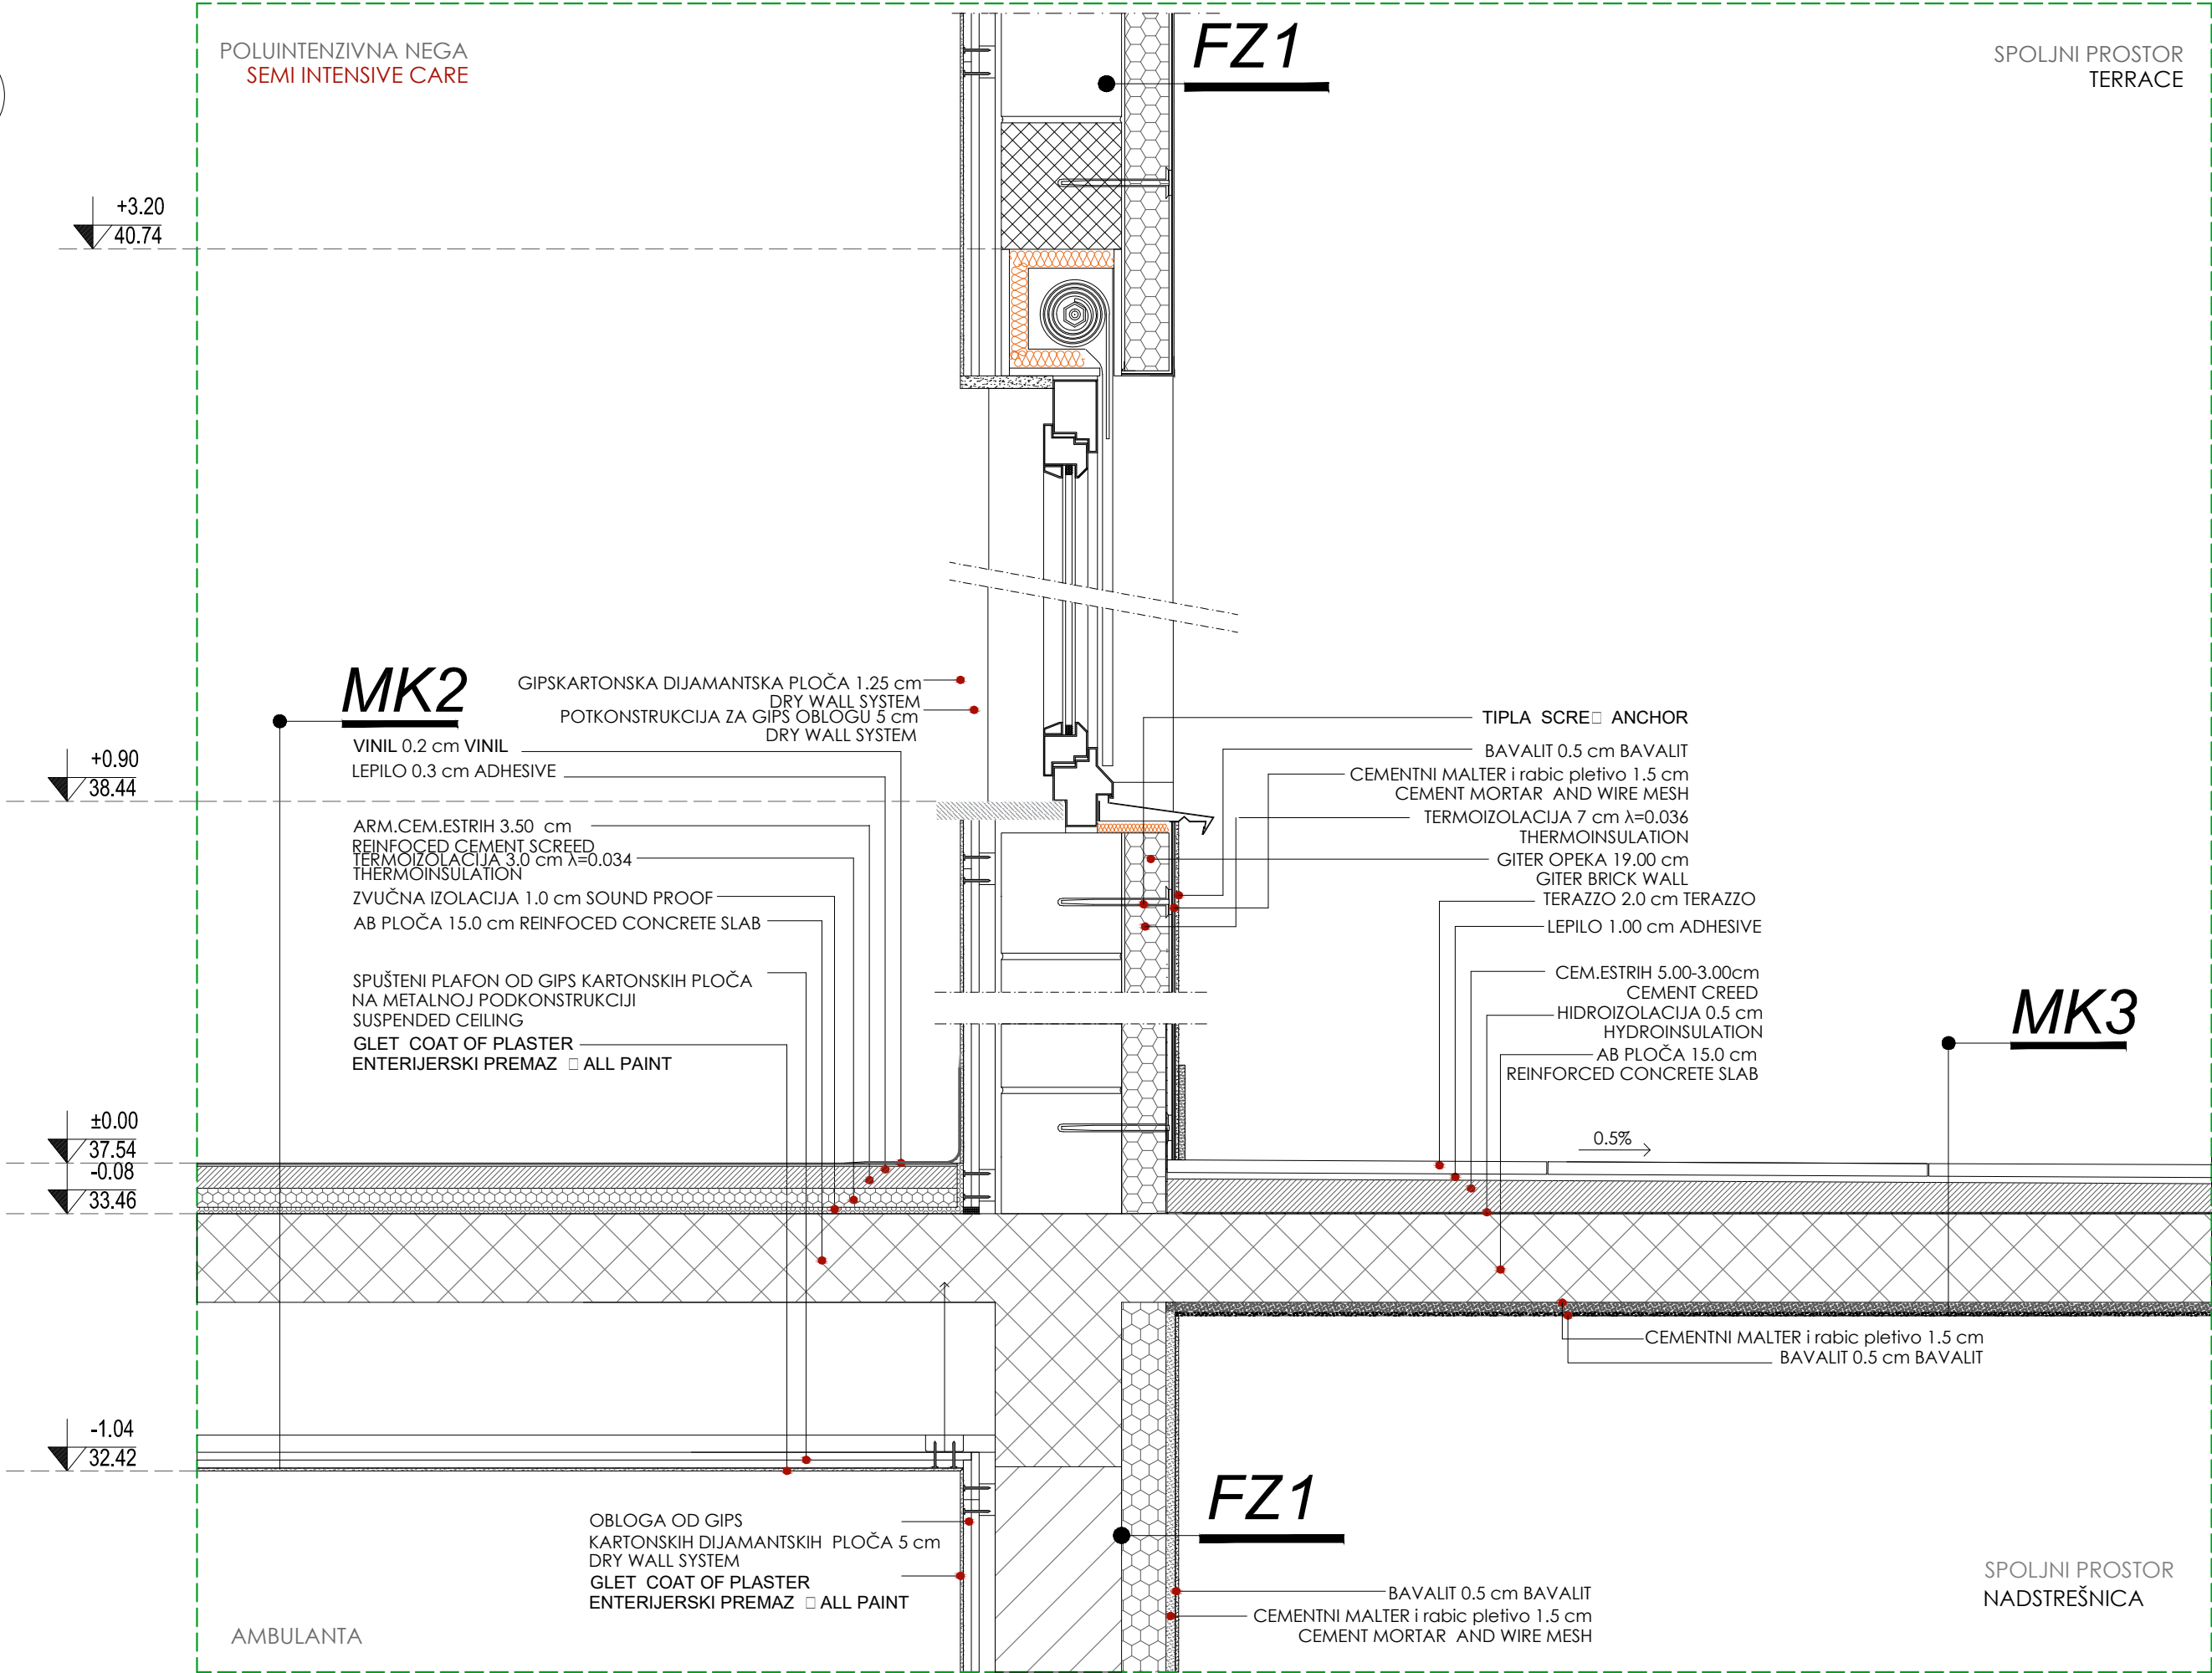 POLUINTENZIVNA NEGA
SEMI INTENSIVE CARE
FZ1
SPOLJNI PROSTOR
TERRACE
+3.20
40.74
MK2
GIPSKARTONSKA DIJAMANTSKA PLOČA 1.25 cm
DRY WALL SYSTEM
POTKONSTRUKCIJA ZA GIPS OBLOGU 5 cm
DRY WALL SYSTEM
VINIL 0.2 cm VINIL
LEPILO 0.3 cm ADHESIVE
+0.90
38.44
ARM.CEM.ESTRIH 3.50 cm
REINFOCED CEMENT SCREED
TERMOIZOLACIJA 3.0 cm λ=0.034
THERMOINSULATION
ZVUČNA IZOLACIJA 1.0 cm SOUND PROOF
AB PLOČA 15.0 cm REINFOCED CONCRETE SLAB
SPUŠTENI PLAFON OD GIPS KARTONSKIH PLOČA
NA METALNOJ PODKONSTRUKCIJI
SUSPENDED CEILING
GLET COAT OF PLASTER
ENTERIJERSKI PREMAZ □ ALL PAINT
TIPLA SCRE□ ANCHOR
BAVALIT 0.5 cm BAVALIT
CEMENTNI MALTER i rabic pletivo 1.5 cm
CEMENT MORTAR AND WIRE MESH
TERMOIZOLACIJA 7 cm λ=0.036
THERMOINSULATION
GITER OPEKA 19.00 cm
GITER BRICK WALL
TERAZZO 2.0 cm TERAZZO
LEPILO 1.00 cm ADHESIVE
CEM.ESTRIH 5.00-3.00cm
CEMENT CREED
HIDROIZOLACIJA 0.5 cm
HYDROINSULATION
AB PLOČA 15.0 cm
REINFORCED CONCRETE SLAB
MK3
0.5%
±0.00
37.54
-0.08
33.46
CEMENTNI MALTER i rabic pletivo 1.5 cm
BAVALIT 0.5 cm BAVALIT
-1.04
32.42
OBLOGA OD GIPS
KARTONSKIH DIJAMANTSKIH PLOČA 5 cm
DRY WALL SYSTEM
GLET COAT OF PLASTER
ENTERIJERSKI PREMAZ □ ALL PAINT
FZ1
BAVALIT 0.5 cm BAVALIT
CEMENTNI MALTER i rabic pletivo 1.5 cm
CEMENT MORTAR AND WIRE MESH
SPOLJNI PROSTOR
NADSTREŠNICA
AMBULANTA